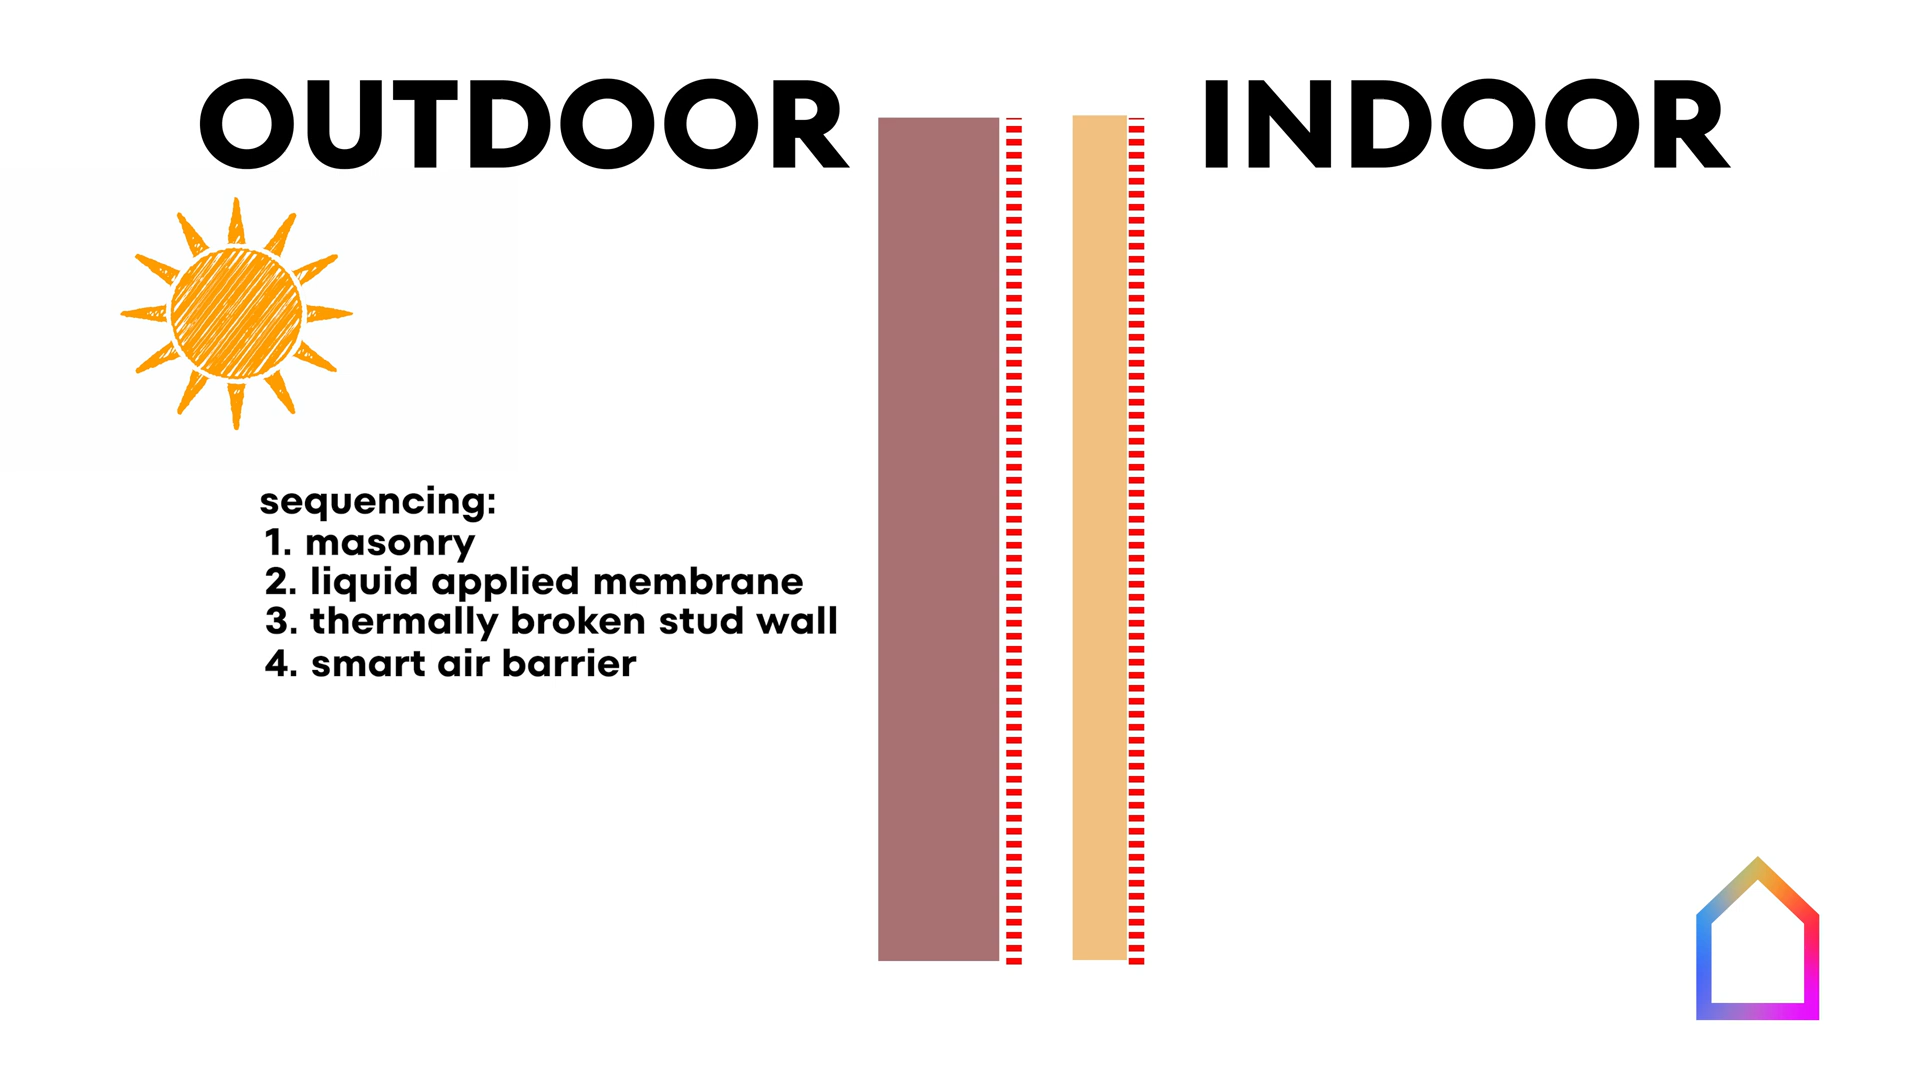 OUTDOOR
INDOOR
sequencing:
1. masonry
2. liquid applied membrane
3. thermally broken stud wall
4. smart air barrier